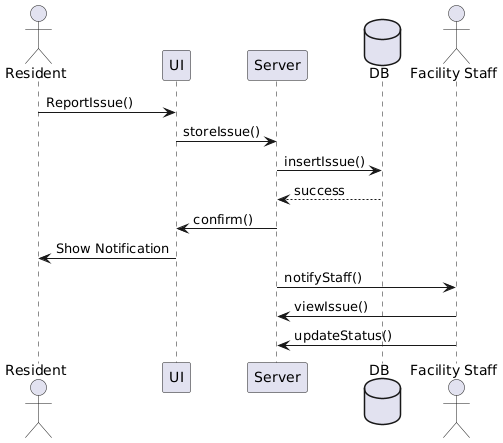 Resident
UI
Server
DB
Facility Staff
ReportIssue()
storeIssue()
insertIssue()
success
confirm()
Show Notification
notifyStaff()
viewIssue()
updateStatus()
Resident
UI
Server
DB
Facility Staff